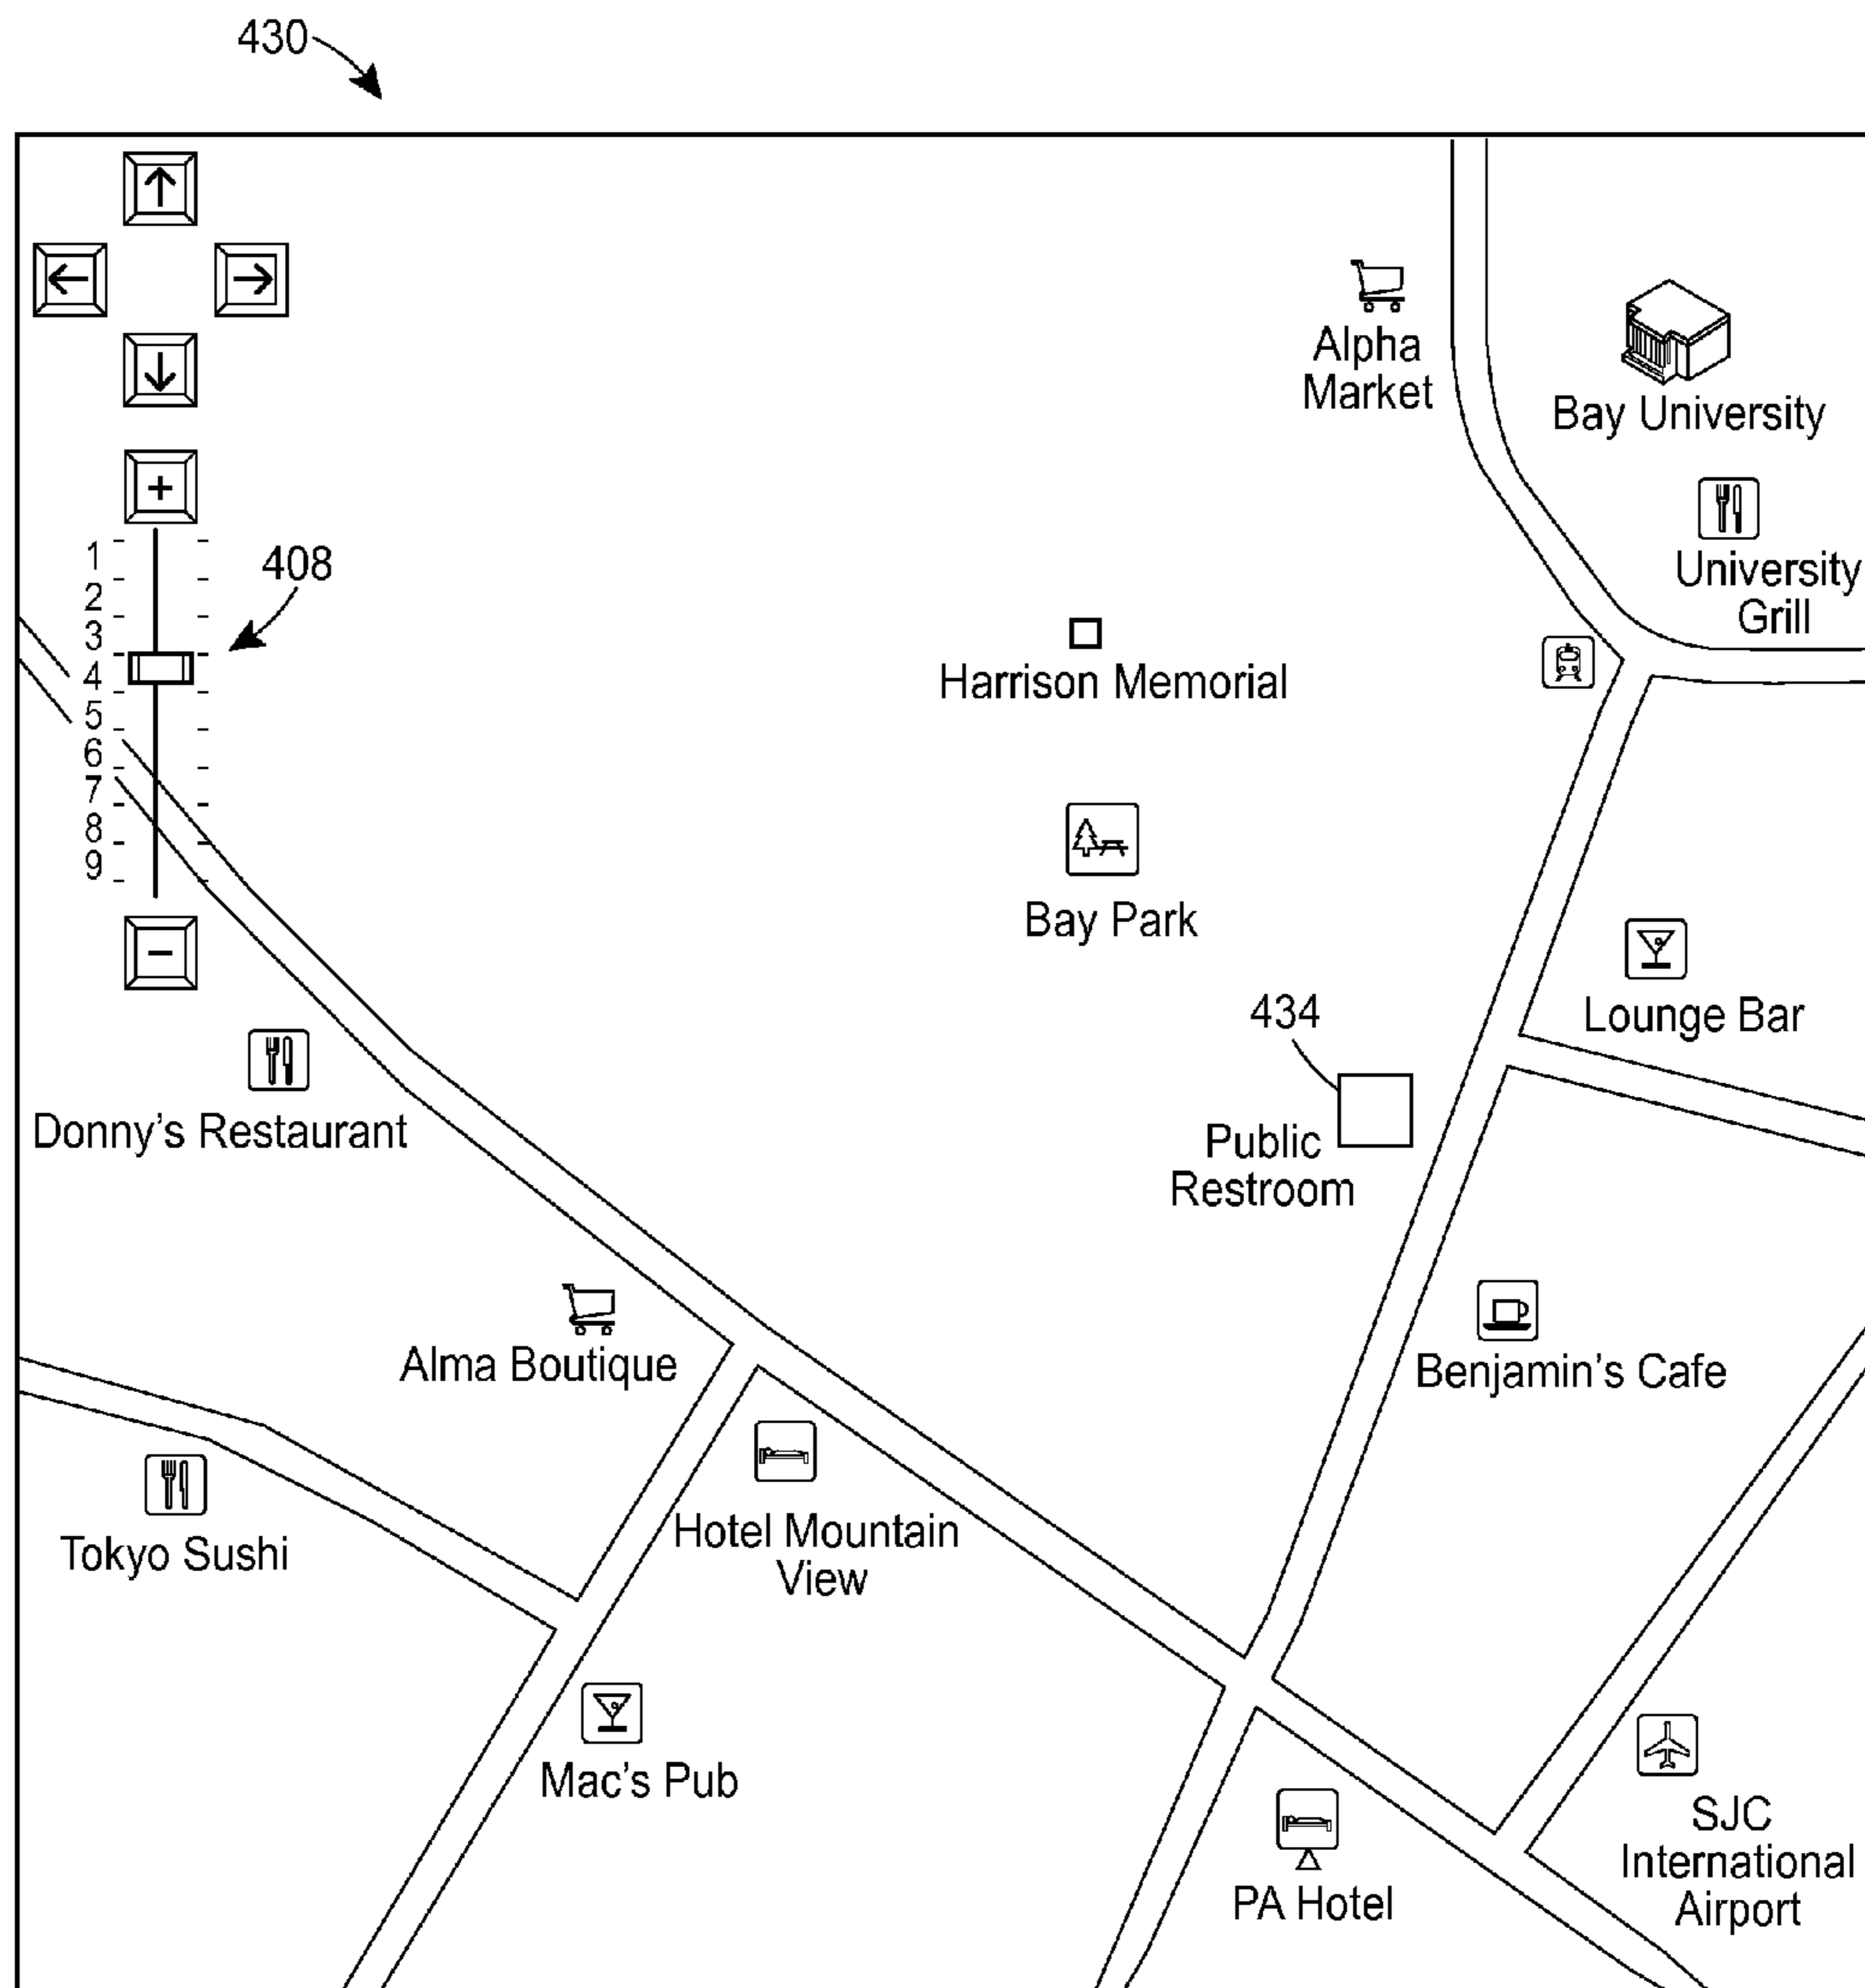 430
Alpha
Market
Bay University
+
1
2
3
4
5
6
7
8
9
408
University
Grill
Harrison Memorial
Bay Park
–
Lounge Bar
434
Public
Restroom
Donny's Restaurant
Alma Boutique
Benjamin's Cafe
Tokyo Sushi
Hotel Mountain
View
Mac's Pub
PA Hotel
SJC
International
Airport